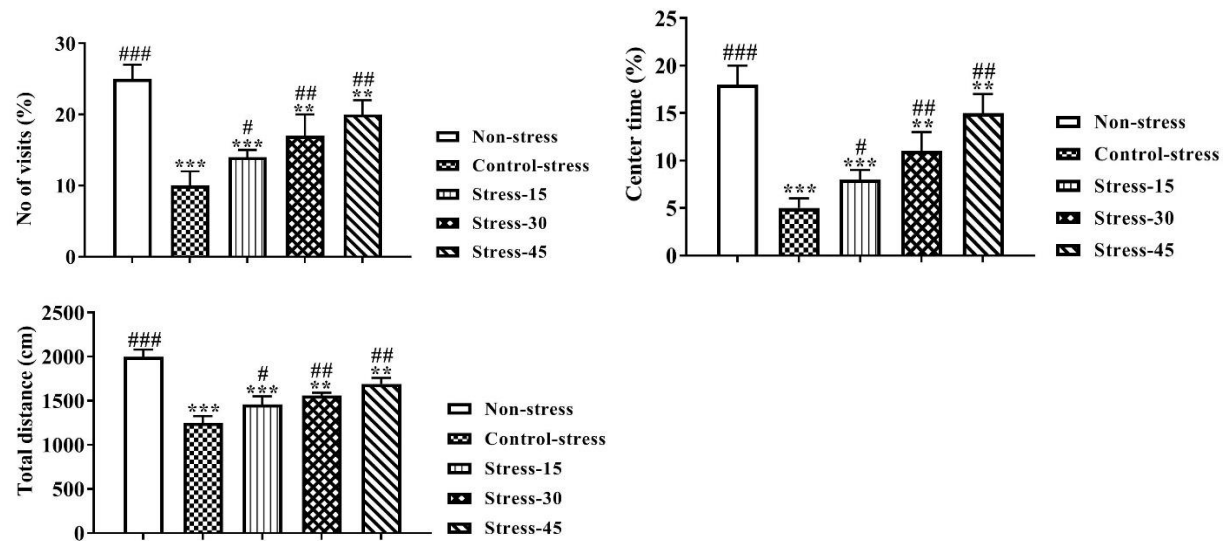 No of visits (%)
30
20
10
0
###
***
#
***
##
**
##
**
Non-stress
Control-stress
Stress-15
Stress-30
Stress-45
Center time (%)
25
20
15
10
5
0
###
***
#
***
##
**
##
**
Non-stress
Control-stress
Stress-15
Stress-30
Stress-45
Total distance (cm)
2500
2000
1500
1000
500
0
###
***
#
***
##
**
##
**
Non-stress
Control-stress
Stress-15
Stress-30
Stress-45